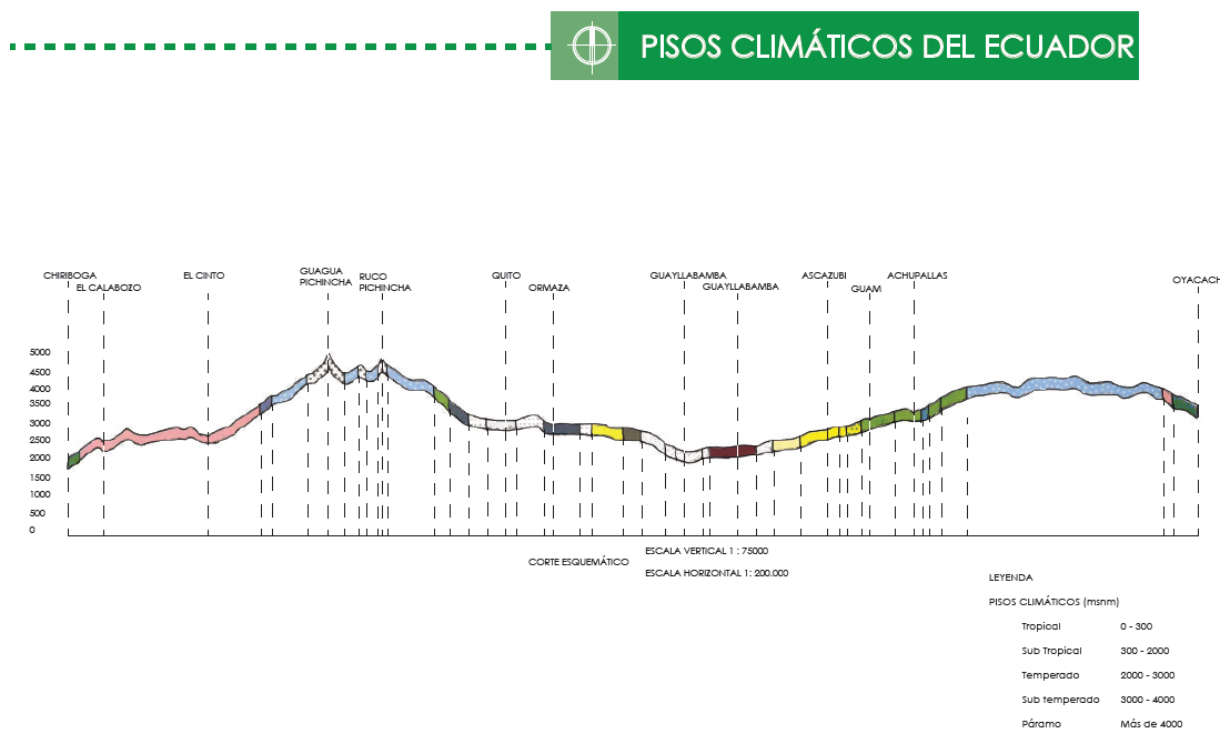 PISOS CLIMÁTICOS DEL ECUADOR
CHIRIBOGA
EL CALABOZO
EL CINTO
GUAGUA
PICHINCHA
RUCO
PICHINCHA
QUITO
ORMAZA
GUAYLLABAMBA
GUAYLLABAMBA
ASCAZUBI
GUAM
ACHUPALLAS
OYACACH
5000
4500
4000
3500
3000
2500
2000
1500
1000
500
0
CORTE ESQUEMÁTICO
ESCALA VERTICAL 1 : 75000
ESCALA HORIZONTAL 1: 200.000
LEYENDA
PISOS CLIMÁTICOS (msnm)
Tropical 0 - 300
Sub Tropical 300 - 2000
Temperado 2000 - 3000
Sub temperado 3000 - 4000
Páramo Más de 4000